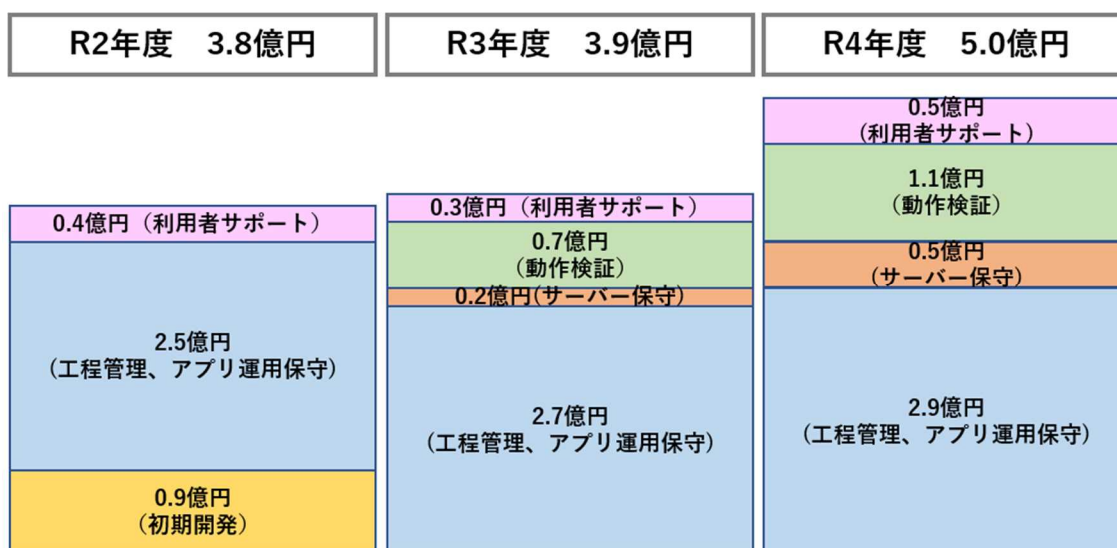 R2年度　3.8億円
R3年度　3.9億円
R4年度　5.0億円
0.4億円（利用者サポート）
2.5億円
(工程管理、アプリ運用保守)
0.9億円
（初期開発）
0.3億円（利用者サポート）
0.7億円
（動作検証）
0.2億円(サーバー保守)
2.7億円
(工程管理、アプリ運用保守)
0.5億円
（利用者サポート）
1.1億円
（動作検証）
0.5億円
(サーバー保守)
2.9億円
(工程管理、アプリ運用保守)